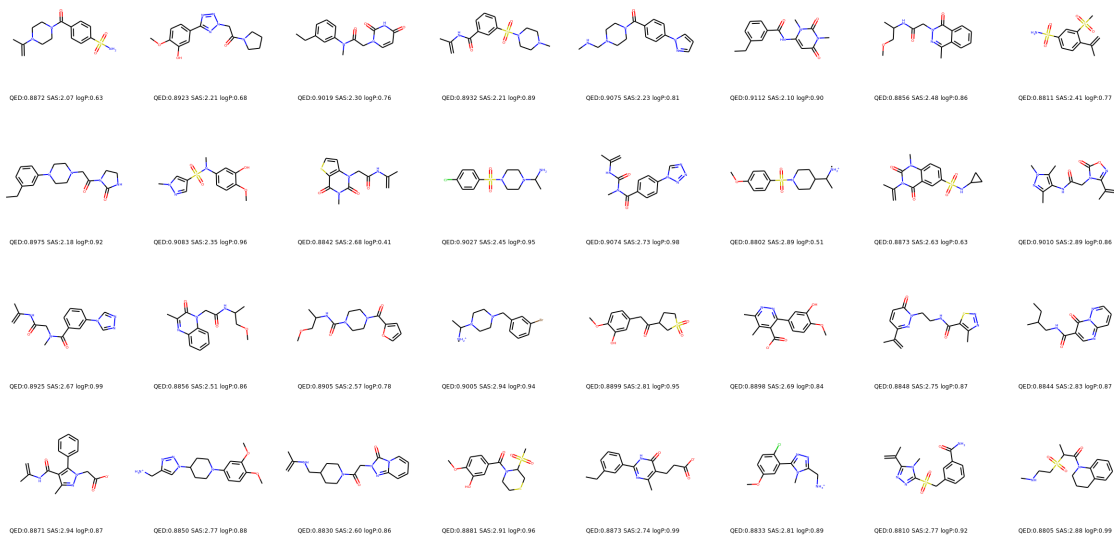 QED:0.8872 SAS:2.07 logP:0.63
QED:0.8923 SAS:2.21 logP:0.68
QED:0.9019 SAS:2.30 logP:0.76
QED:0.8932 SAS:2.21 logP:0.89
QED:0.9075 SAS:2.23 logP:0.81
QED:0.9112 SAS:2.10 logP:0.90
QED:0.8856 SAS:2.48 logP:0.86
QED:0.8811 SAS:2.41 logP:0.77
QED:0.8975 SAS:2.18 logP:0.92
QED:0.9083 SAS:2.35 logP:0.96
QED:0.8842 SAS:2.68 logP:0.41
QED:0.9027 SAS:2.45 logP:0.95
QED:0.9074 SAS:2.73 logP:0.98
QED:0.8802 SAS:2.89 logP:0.51
QED:0.8873 SAS:2.63 logP:0.63
QED:0.9010 SAS:2.89 logP:0.86
QED:0.8925 SAS:2.67 logP:0.99
QED:0.8856 SAS:2.51 logP:0.86
QED:0.8905 SAS:2.57 logP:0.78
QED:0.9005 SAS:2.94 logP:0.94
QED:0.8899 SAS:2.81 logP:0.95
QED:0.8898 SAS:2.69 logP:0.84
QED:0.8848 SAS:2.75 logP:0.87
QED:0.8844 SAS:2.83 logP:0.87
QED:0.8871 SAS:2.94 logP:0.87
QED:0.8850 SAS:2.77 logP:0.88
QED:0.8830 SAS:2.60 logP:0.86
QED:0.8881 SAS:2.91 logP:0.96
QED:0.8873 SAS:2.74 logP:0.99
QED:0.8833 SAS:2.81 logP:0.89
QED:0.8810 SAS:2.77 logP:0.92
QED:0.8805 SAS:2.88 logP:0.99